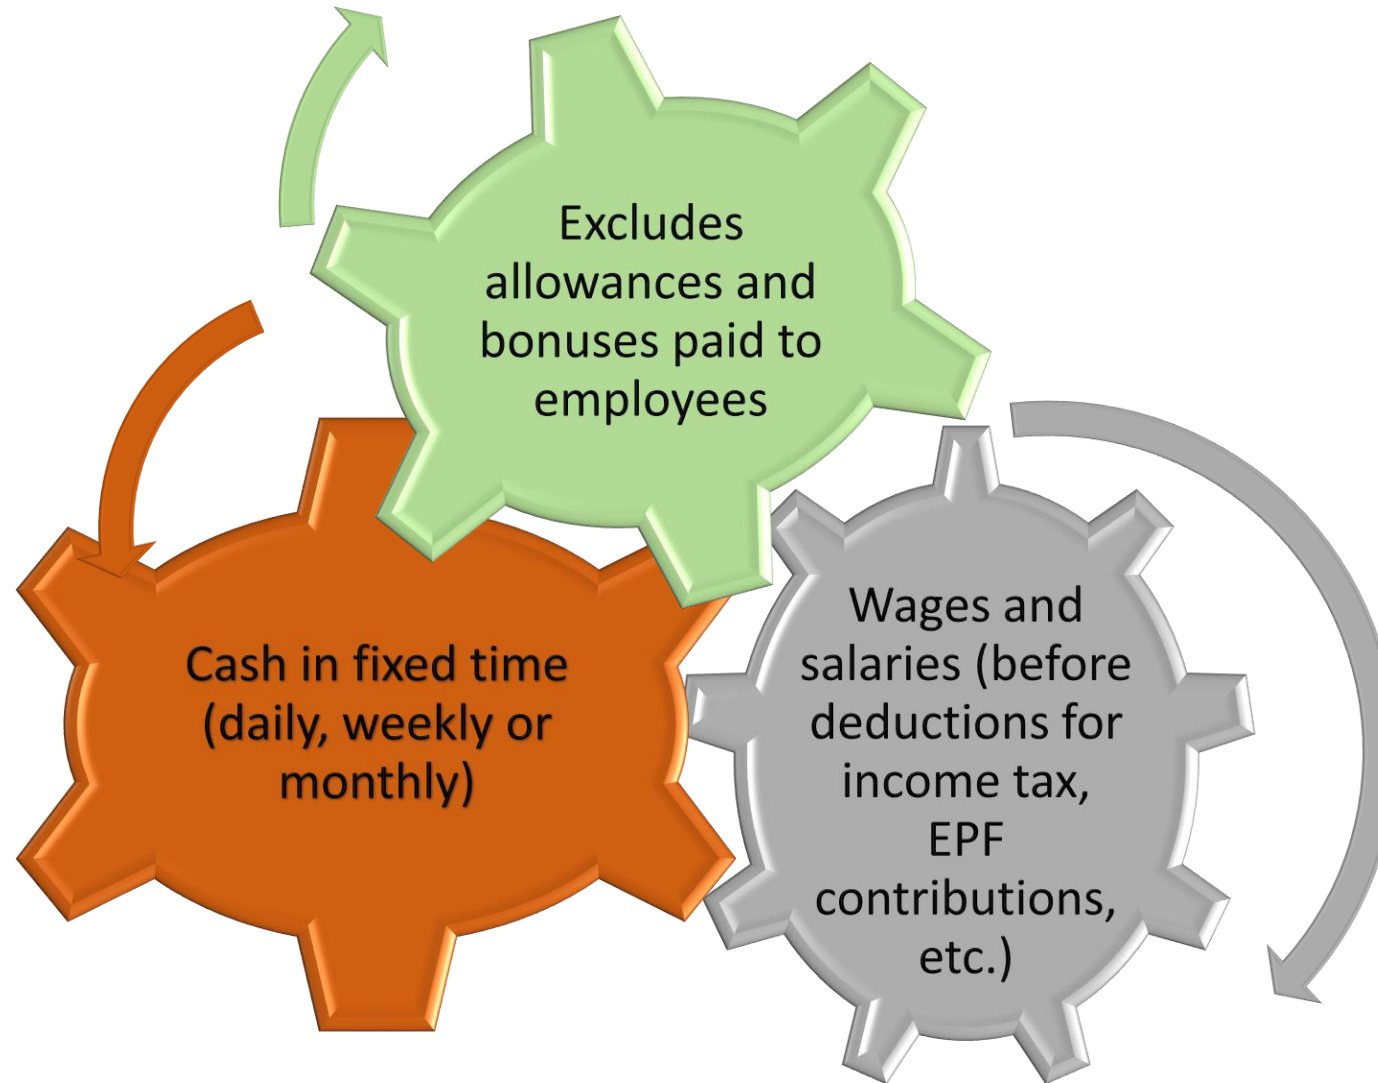 Excludes
allowances and
bonuses paid to
employees
Cash in fixed time
(daily, weekly or
monthly)
Wages and
salaries (before
deductions for
income tax,
EPF
contributions,
etc.)